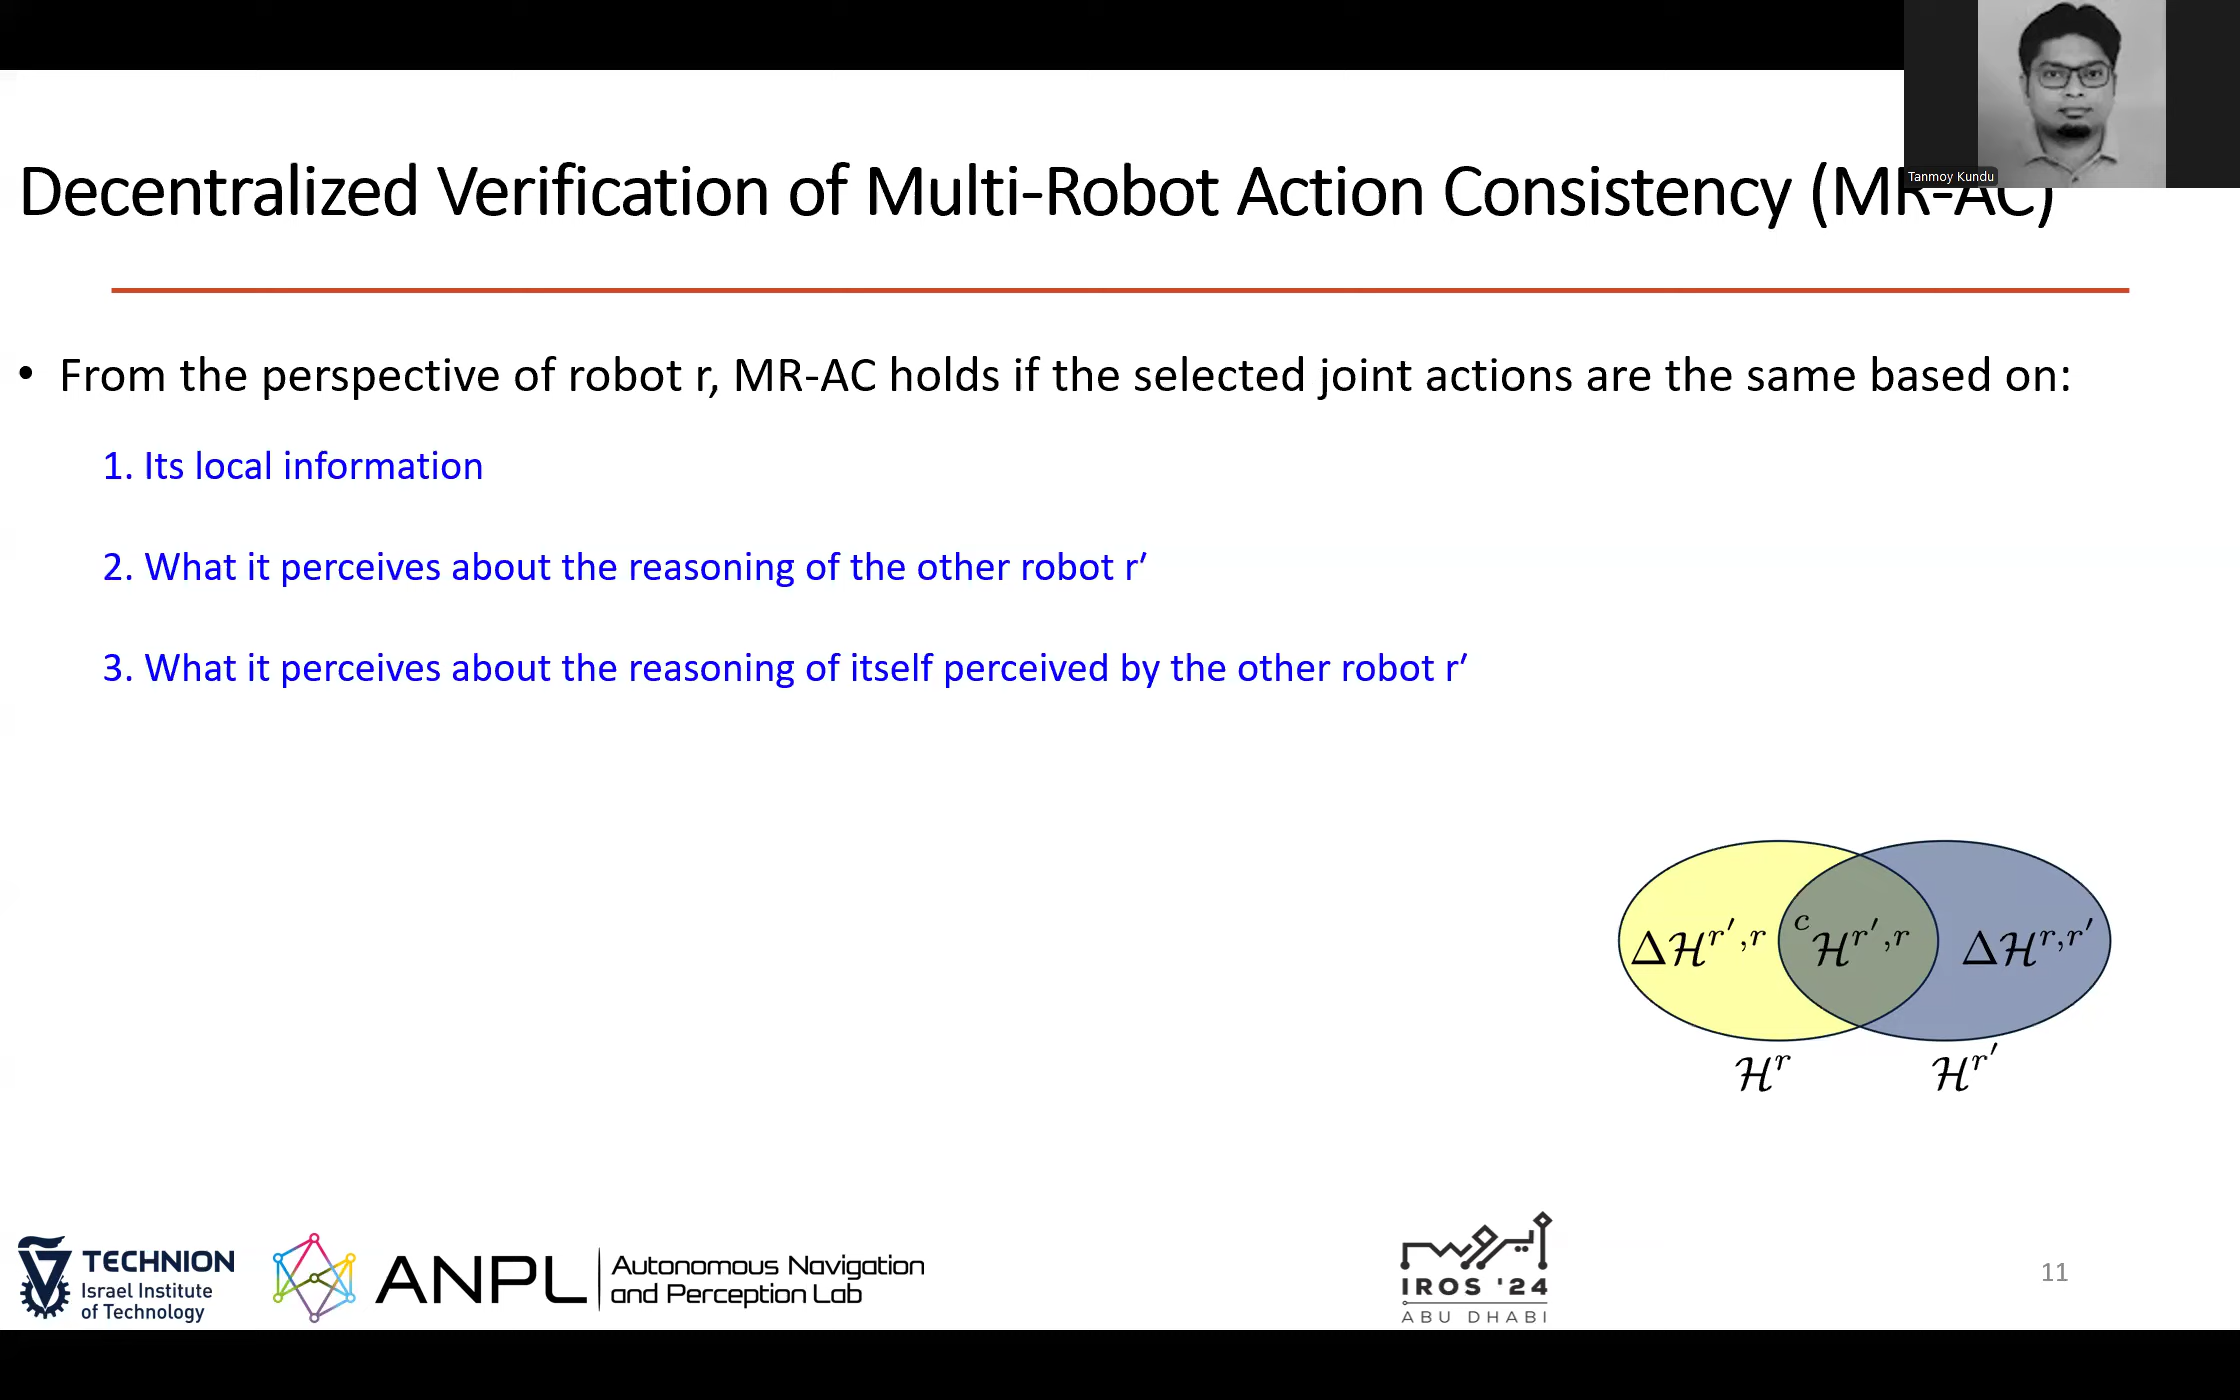 Tanmoy Kundu
Decentralized Verification of Multi-Robot Action Consistency (MR-AC)
• From the perspective of robot r, MR-AC holds if the selected joint actions are the same based on:
1. Its local information
2. What it perceives about the reasoning of the other robot r′
3. What it perceives about the reasoning of itself perceived by the other robot r′
Δℋ^{r′,r} ^cℋ^{r′,r} Δℋ^{r,r′}
ℋ^r ℋ^{r′}
TECHNION
Israel Institute
of Technology
ANPL
Autonomous Navigation
and Perception Lab
IROS '24
ABU DHABI
11